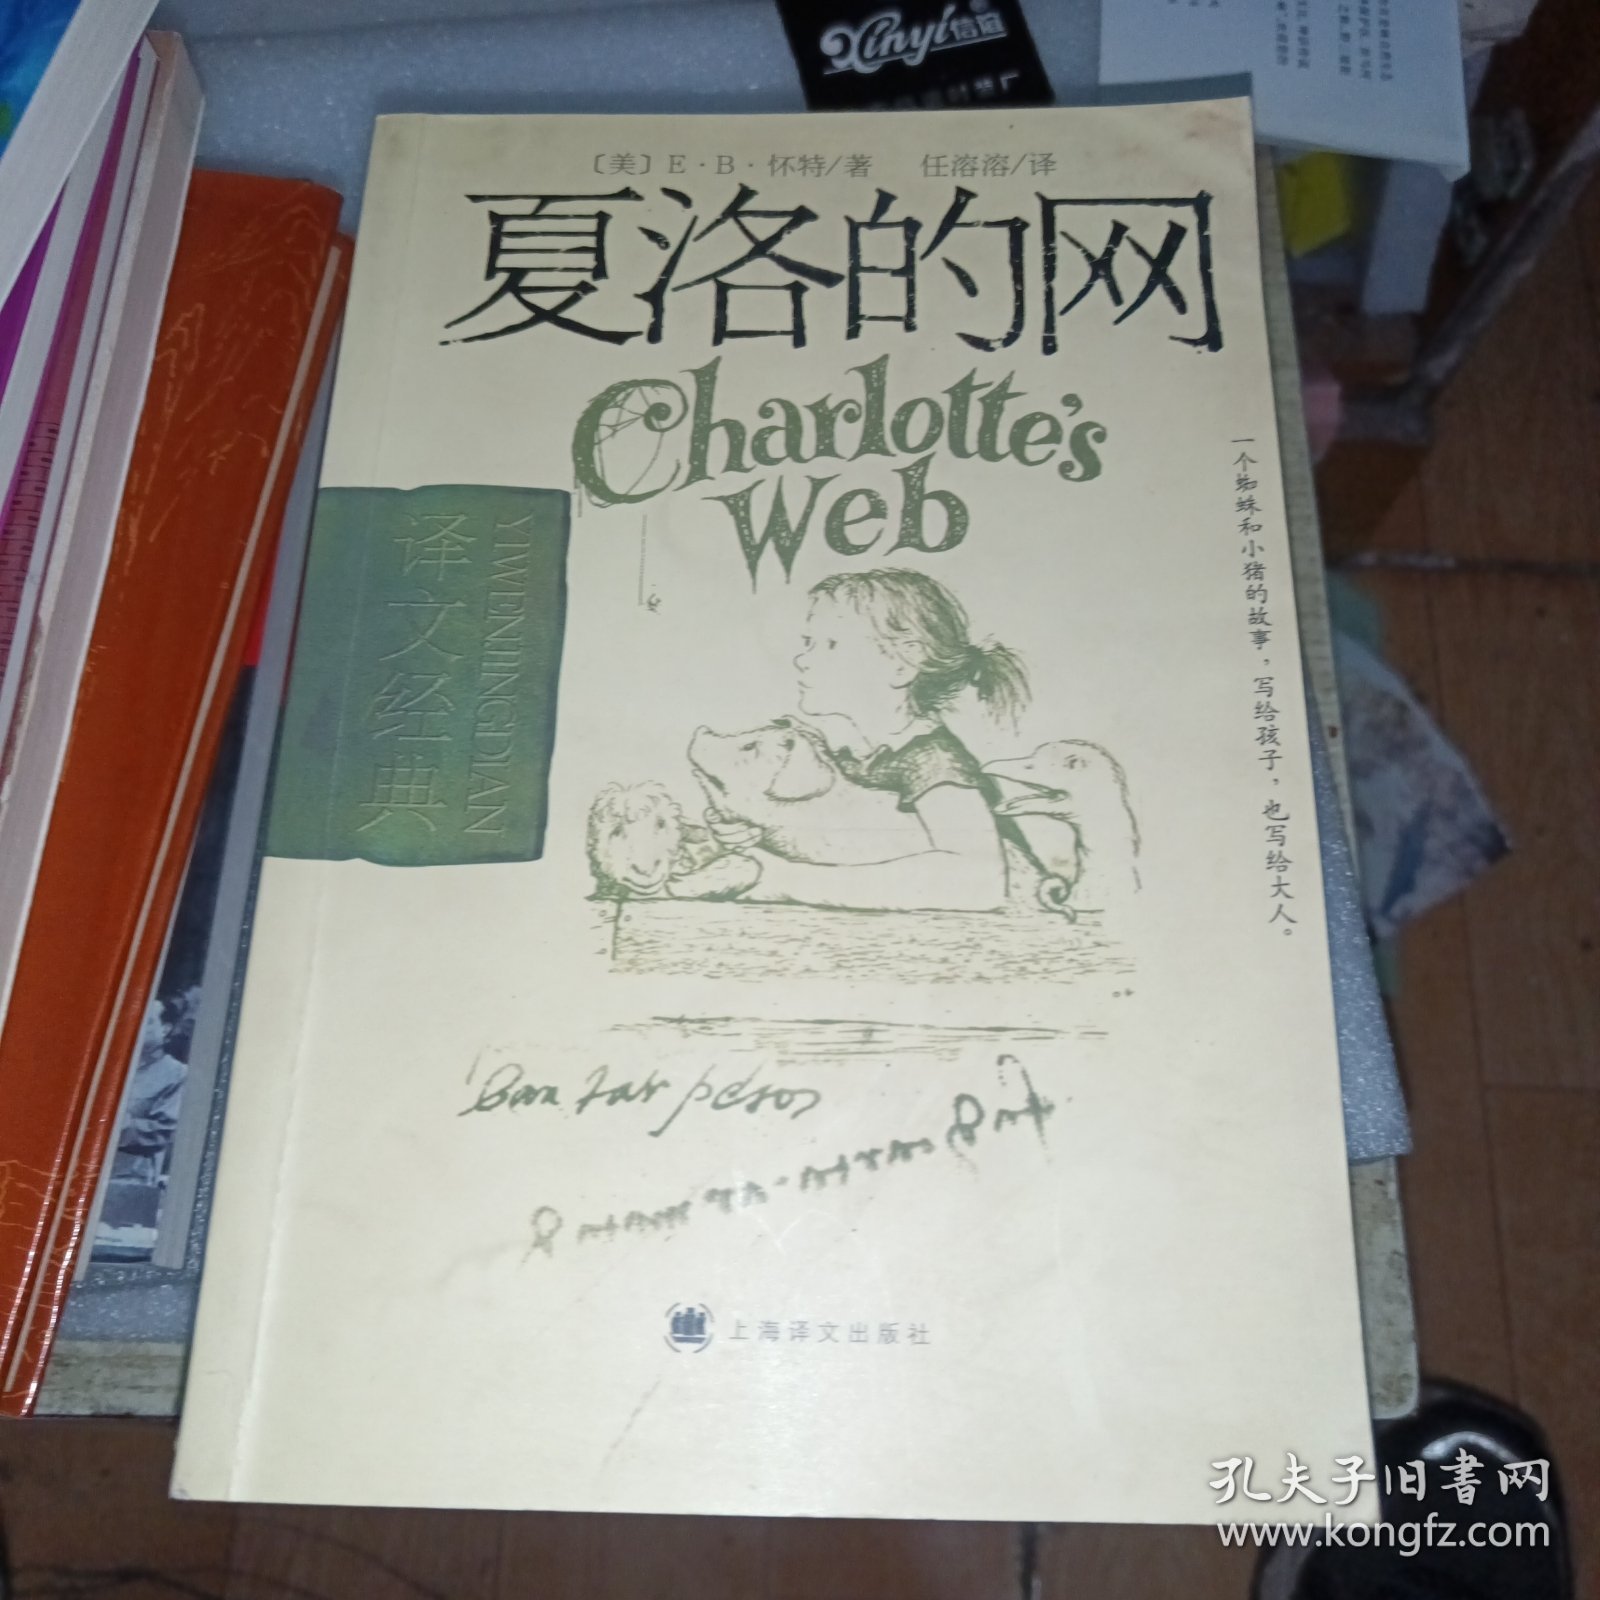 Xinyi®信谊
〔美〕E·B·怀特/著 任溶溶/译
夏洛的网
Charlotte's
Web
译文经典
YIWENJINGDIAN
一个蜘蛛和小猪的故事，写给孩子，也写给大人。
上海译文出版社
孔夫子旧书网
www.kongfz.com